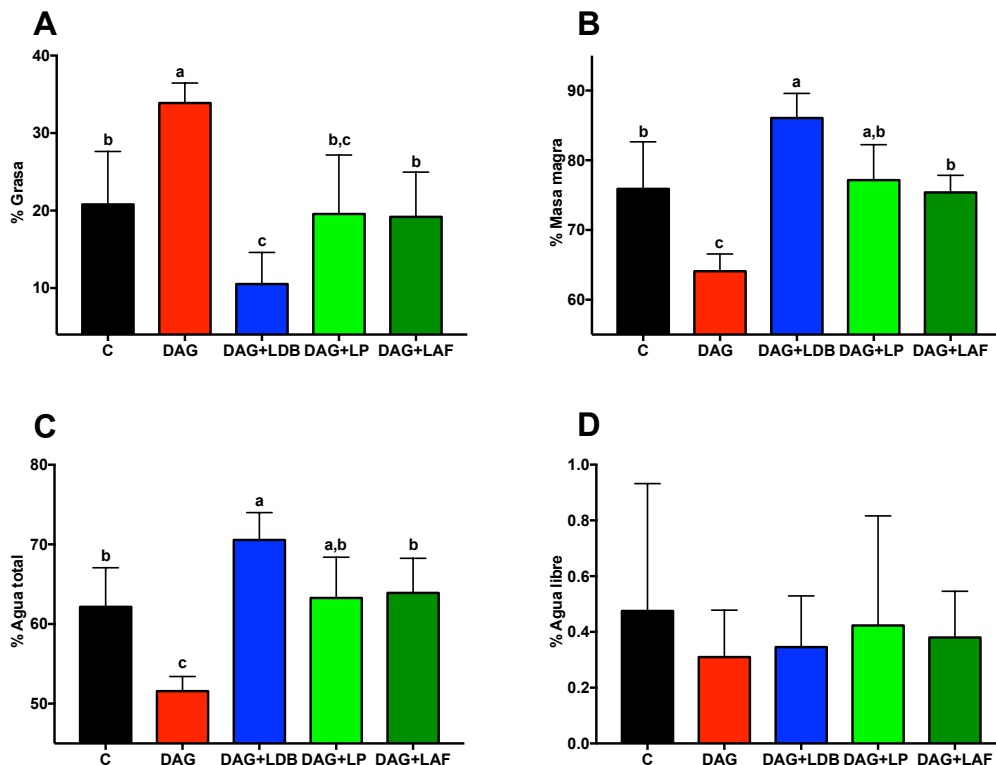 A
% Grasa
40
30
20
10
b
a
c
b,c
b
C DAG DAG+LDB DAG+LP DAG+LAF
B
% Masa magra
90
80
70
60
b
c
a
a,b
b
C DAG DAG+LDB DAG+LP DAG+LAF
C
% Agua total
80
70
60
50
b
c
a
a,b
b
C DAG DAG+LDB DAG+LP DAG+LAF
D
% Agua libre
1.0
0.8
0.6
0.4
0.2
0.0
C DAG DAG+LDB DAG+LP DAG+LAF